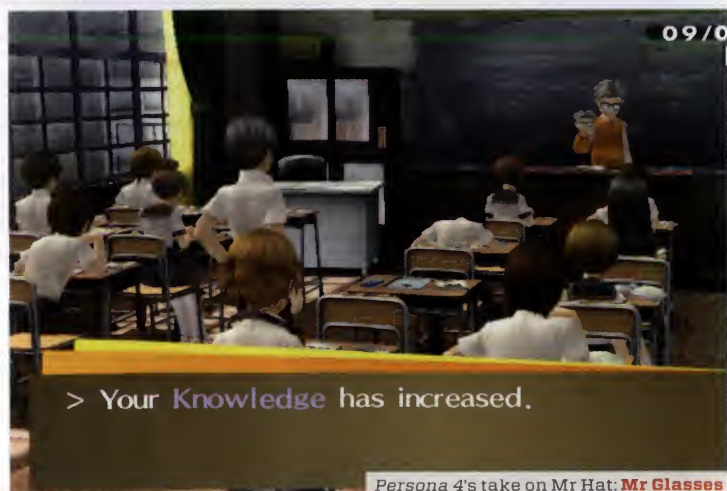 09/0
> Your Knowledge has increased.
Persona 4's take on Mr Hat: Mr Glasses